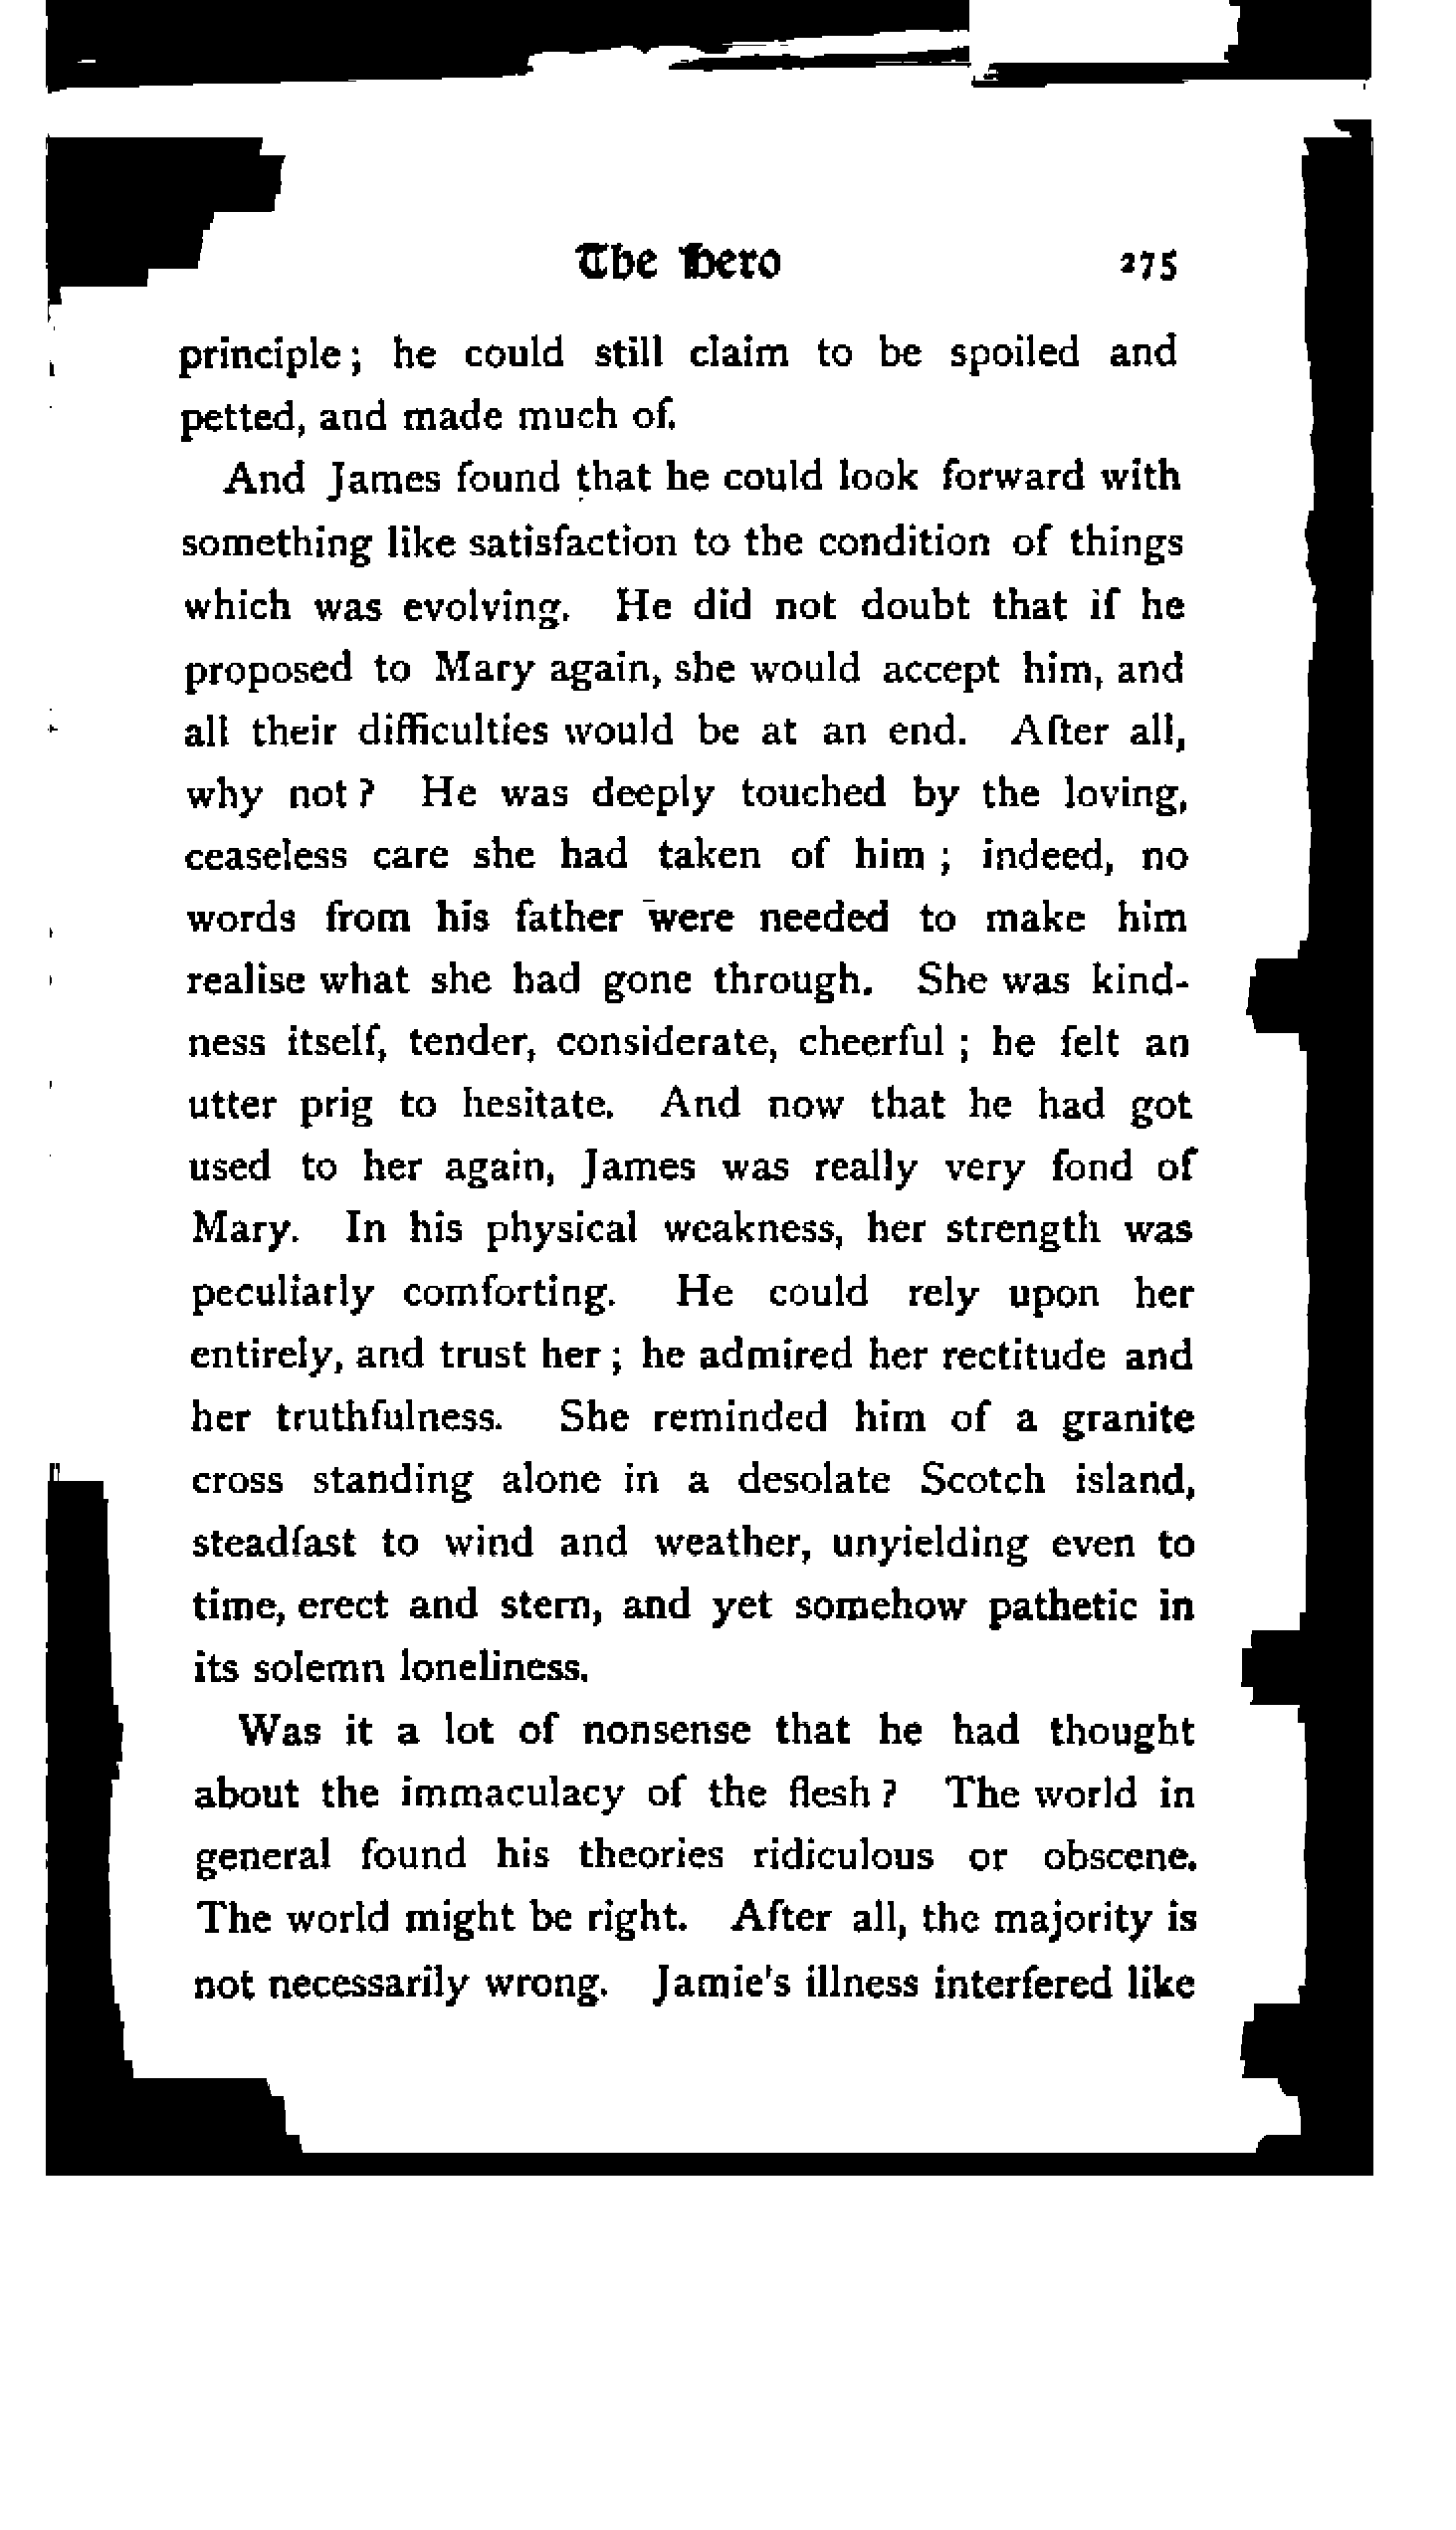 The Hero 275
principle; he could still claim to be spoiled and
petted, and made much of.
And James found that he could look forward with
something like satisfaction to the condition of things
which was evolving. He did not doubt that if he
proposed to Mary again, she would accept him, and
all their difficulties would be at an end. After all,
why not? He was deeply touched by the loving,
ceaseless care she had taken of him; indeed, no
words from his father were needed to make him
realise what she had gone through. She was kind-
ness itself, tender, considerate, cheerful; he felt an
utter prig to hesitate. And now that he had got
used to her again, James was really very fond of
Mary. In his physical weakness, her strength was
peculiarly comforting. He could rely upon her
entirely, and trust her; he admired her rectitude and
her truthfulness. She reminded him of a granite
cross standing alone in a desolate Scotch island,
steadfast to wind and weather, unyielding even to
time, erect and stern, and yet somehow pathetic in
its solemn loneliness.
Was it a lot of nonsense that he had thought
about the immaculacy of the flesh? The world in
general found his theories ridiculous or obscene.
The world might be right. After all, the majority is
not necessarily wrong. Jamie's illness interfered like